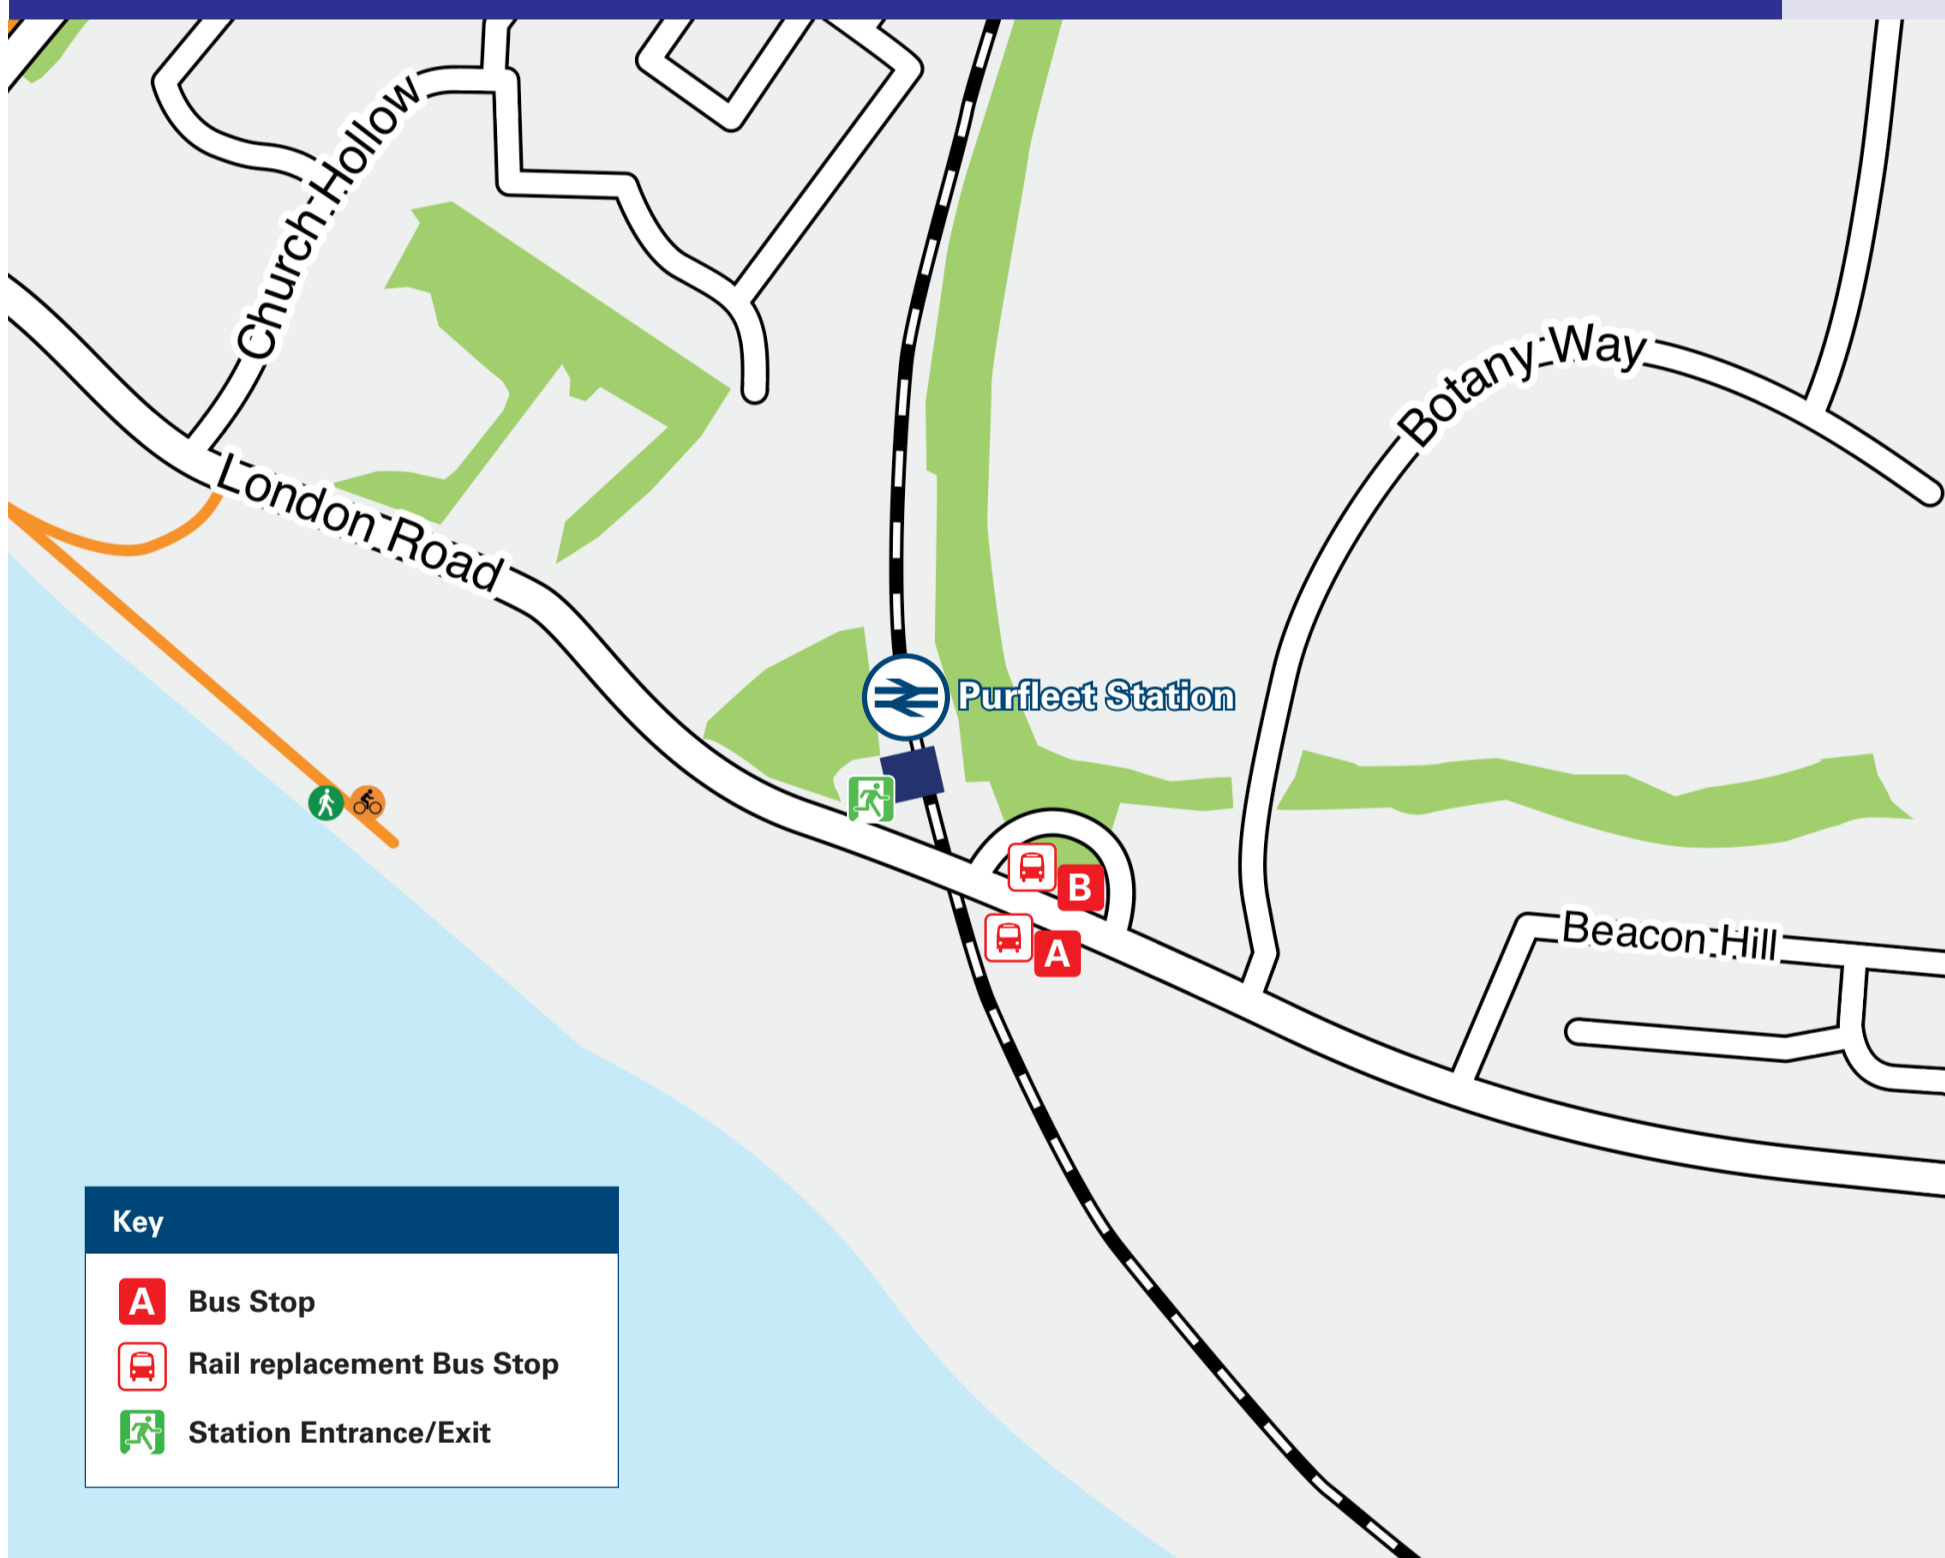 Church Hollow
London Road
Botany Way
Purfleet Station
B
A
Beacon Hill
Key
A Bus Stop
Rail replacement Bus Stop
Station Entrance/Exit